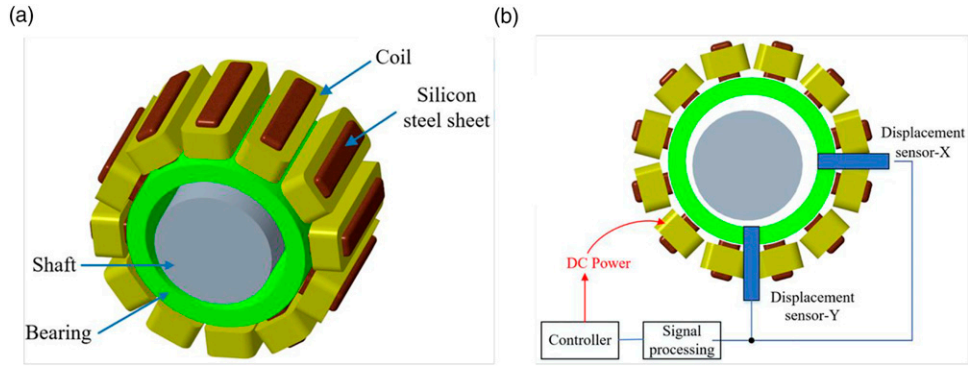 (a)
Coil
Silicon
steel sheet
Shaft
Bearing
(b)
Displacement
sensor-X
DC Power
Displacement
sensor-Y
Controller
Signal
processing